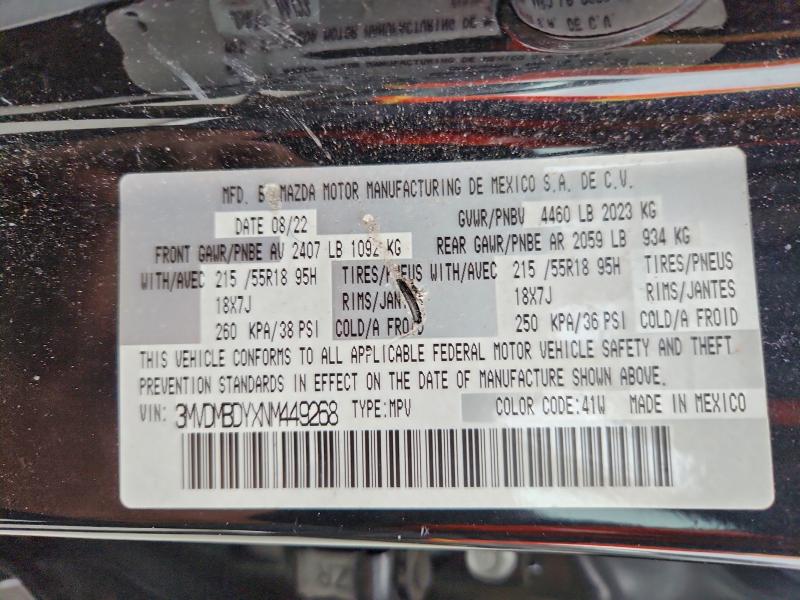 MFD. B MAZDA MOTOR MANUFACTURING DE MEXICO S.A. DE C.V.
DATE 08/22 GVWR/PNBV 4460 LB 2023 KG
FRONT GAWR/PNBE AV 2407 LB 1092 KG REAR GAWR/PNBE AR 2059 LB 934 KG
WITH/AVEC 215 /55R18 95H TIRES/PNEUS WITH/AVEC 215 /55R18 95H TIRES/PNEUS
18X7J RIMS/JANTES 18X7J RIMS/JANTES
260 KPA/38 PSI COLD/A FROID 250 KPA/36 PSI COLD/A FROID
THIS VEHICLE CONFORMS TO ALL APPLICABLE FEDERAL MOTOR VEHICLE SAFETY AND THEFT
PREVENTION STANDARDS IN EFFECT ON THE DATE OF MANUFACTURE SHOWN ABOVE.
VIN: 3MVDMBDYXNM449268 TYPE:MPV COLOR CODE:41W MADE IN MEXICO